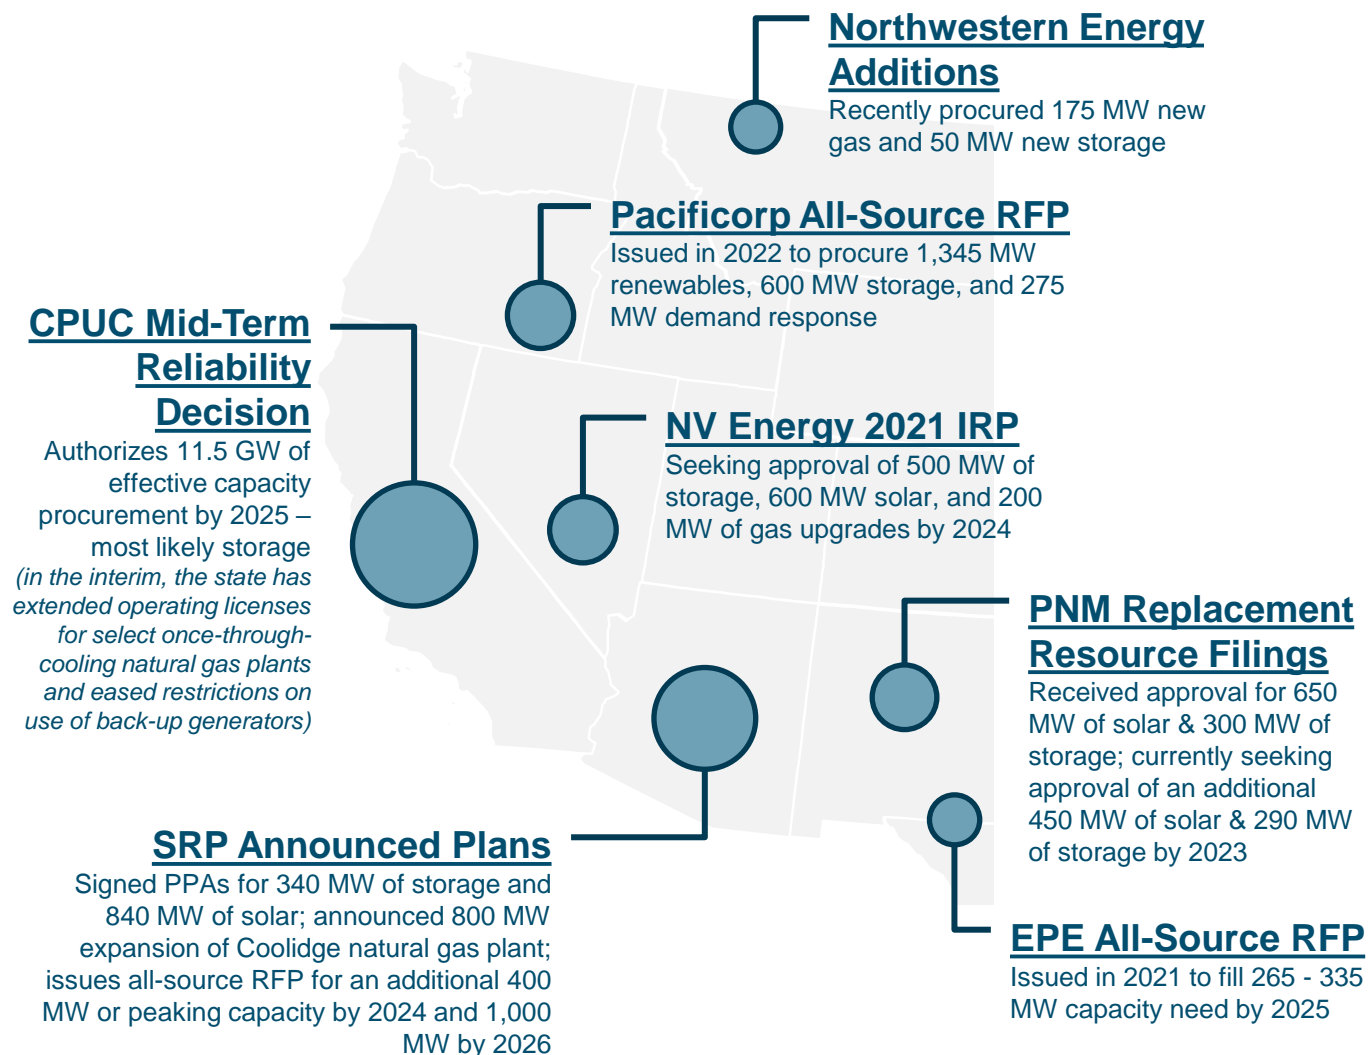 Northwestern Energy
Additions
Recently procured 175 MW new
gas and 50 MW new storage
Pacificorp All-Source RFP
Issued in 2022 to procure 1,345 MW
renewables, 600 MW storage, and 275
MW demand response
CPUC Mid-Term
Reliability
Decision
Authorizes 11.5 GW of
effective capacity
procurement by 2025 –
most likely storage
(in the interim, the state has
extended operating licenses
for select once-through-
cooling natural gas plants
and eased restrictions on
use of back-up generators)
NV Energy 2021 IRP
Seeking approval of 500 MW of
storage, 600 MW solar, and 200
MW of gas upgrades by 2024
PNM Replacement
Resource Filings
Received approval for 650
MW of solar & 300 MW of
storage; currently seeking
approval of an additional
450 MW of solar & 290 MW
of storage by 2023
SRP Announced Plans
Signed PPAs for 340 MW of storage and
840 MW of solar; announced 800 MW
expansion of Coolidge natural gas plant;
issues all-source RFP for an additional 400
MW or peaking capacity by 2024 and 1,000
MW by 2026
EPE All-Source RFP
Issued in 2021 to fill 265 - 335
MW capacity need by 2025